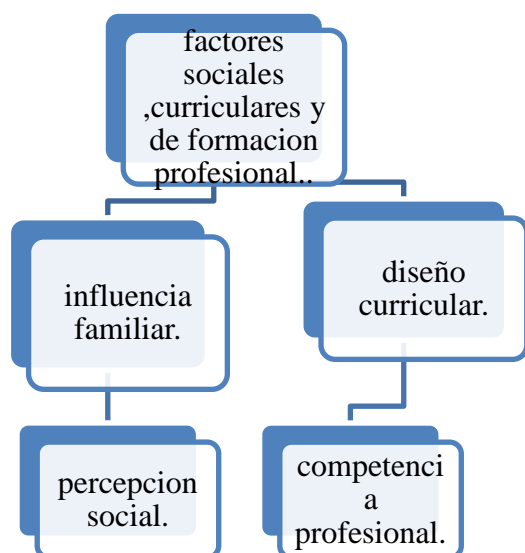 factores
sociales
,curriculares y
de formacion
profesional..
influencia
familiar.
diseño
curricular.
percepcion
social.
competenci
a
profesional.